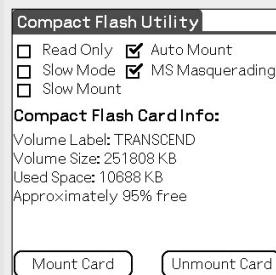 Compact Flash Utility
Read Only Auto Mount
Slow Mode MS Masquerading
Slow Mount
Compact Flash Card Info:
Volume Label: TRANSCEND
Volume Size: 251808 KB
Used Space: 10688 KB
Approximately 95% free
Mount Card Unmount Card